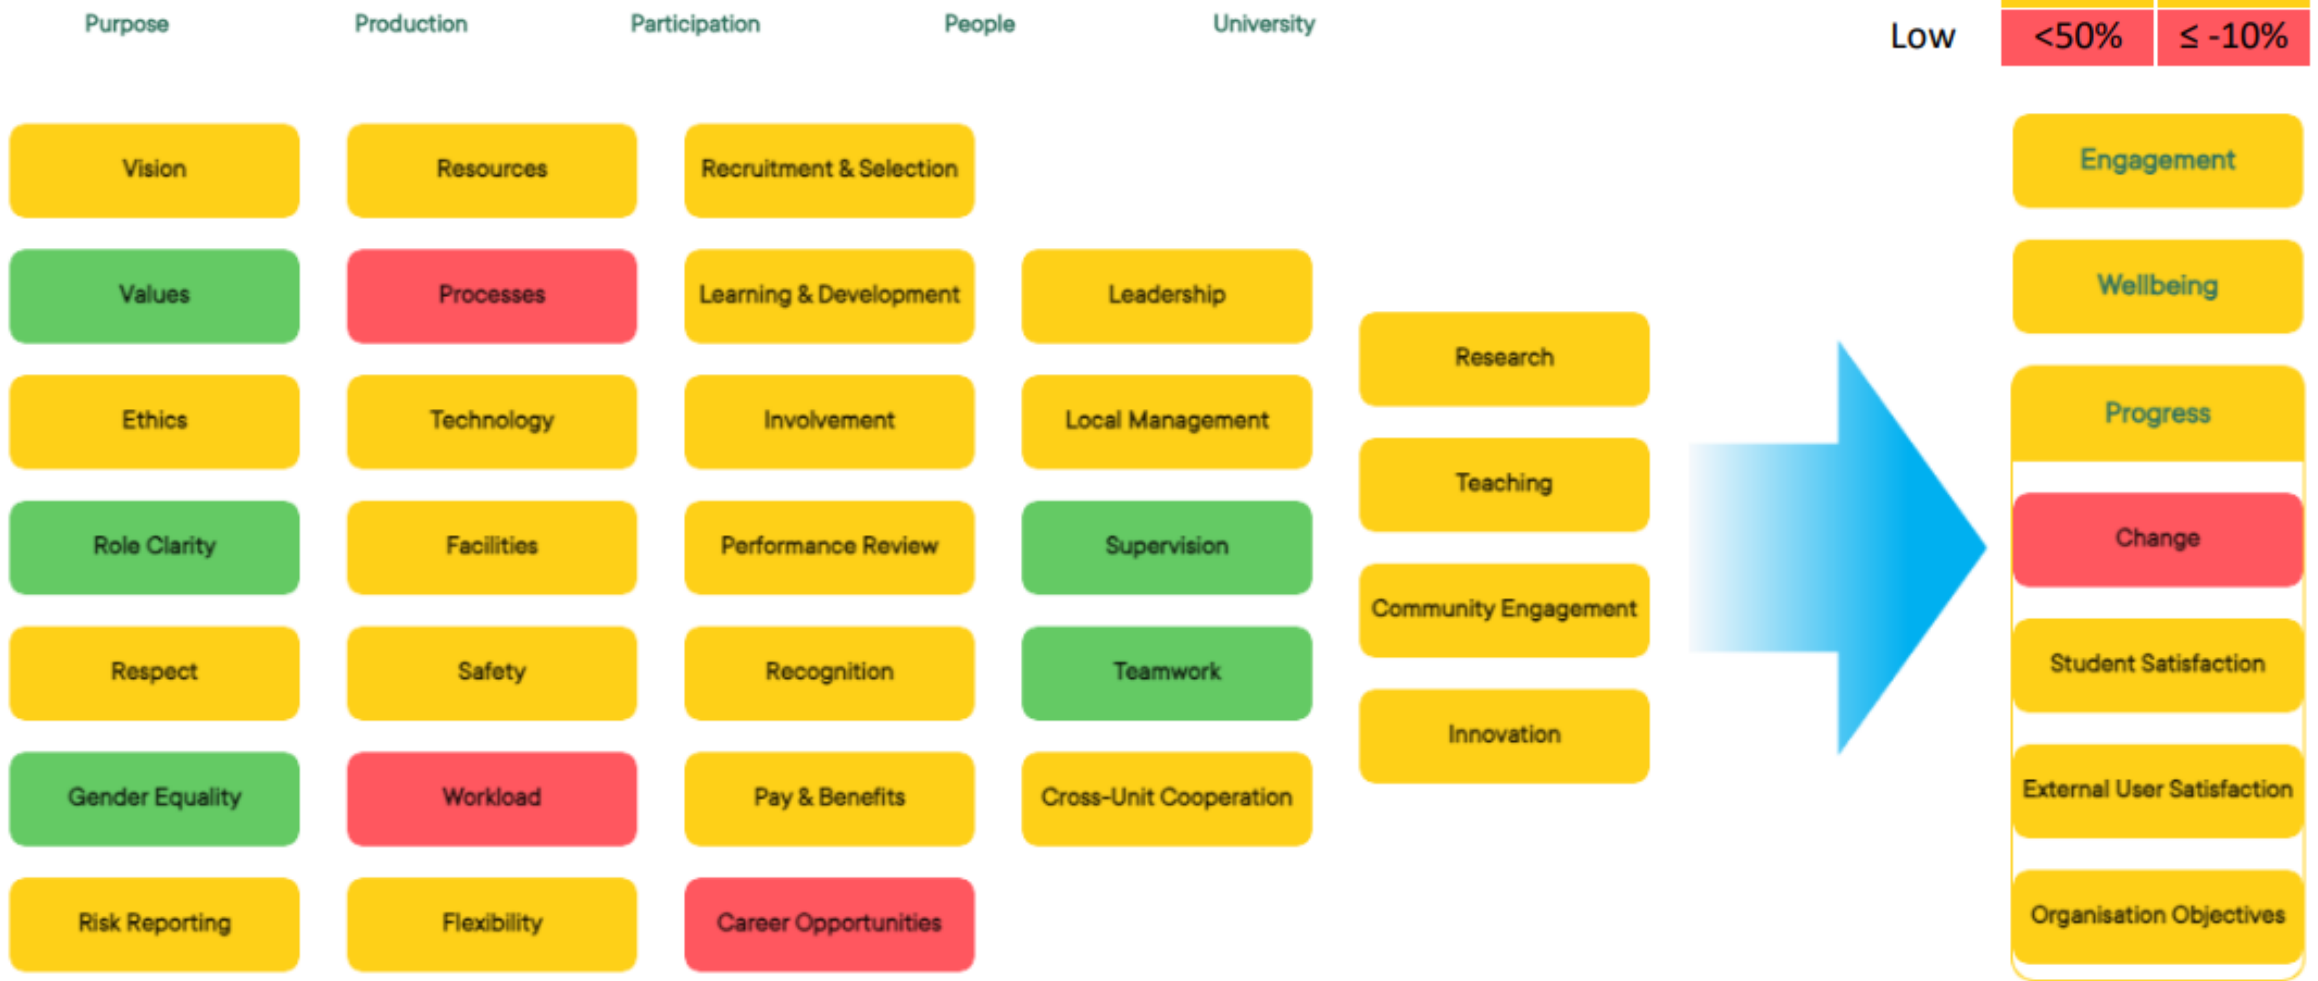 Purpose
Production
Participation
People
University
Low
<50%
≤ -10%
Vision
Values
Ethics
Role Clarity
Respect
Gender Equality
Risk Reporting
Resources
Processes
Technology
Facilities
Safety
Workload
Flexibility
Recruitment & Selection
Learning & Development
Involvement
Performance Review
Recognition
Pay & Benefits
Career Opportunities
Leadership
Local Management
Supervision
Teamwork
Cross-Unit Cooperation
Research
Teaching
Community Engagement
Innovation
Engagement
Wellbeing
Progress
Change
Student Satisfaction
External User Satisfaction
Organisation Objectives